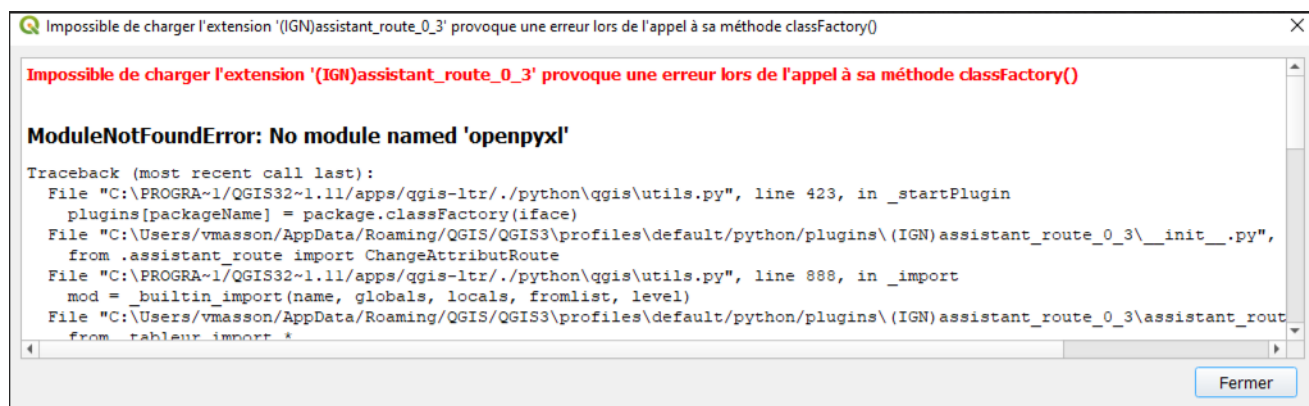 Impossible de charger l'extension '(IGN)assistant_route_0_3' provoque une erreur lors de l'appel à sa méthode classFactory()
Impossible de charger l'extension '(IGN)assistant_route_0_3' provoque une erreur lors de l'appel à sa méthode classFactory()
ModuleNotFoundError: No module named 'openpyxl'
Traceback (most recent call last):
File "C:\PROGRA~1/QGIS32~1.11/apps/qgis-ltr/./python\qgis\utils.py", line 423, in _startPlugin
plugins[packageName] = package.classFactory(iface)
File "C:\Users/vmasson/AppData/Roaming/QGIS/QGIS3\profiles\default/python/plugins\(IGN)assistant_route_0_3\__init__.py",
from .assistant_route import ChangeAttributRoute
File "C:\PROGRA~1/QGIS32~1.11/apps/qgis-ltr/./python\qgis\utils.py", line 888, in _import
mod = _builtin_import(name, globals, locals, fromlist, level)
File "C:\Users/vmasson/AppData/Roaming/QGIS/QGIS3\profiles\default/python/plugins\(IGN)assistant_route_0_3\assistant_rout
from .tableur import *
Fermer